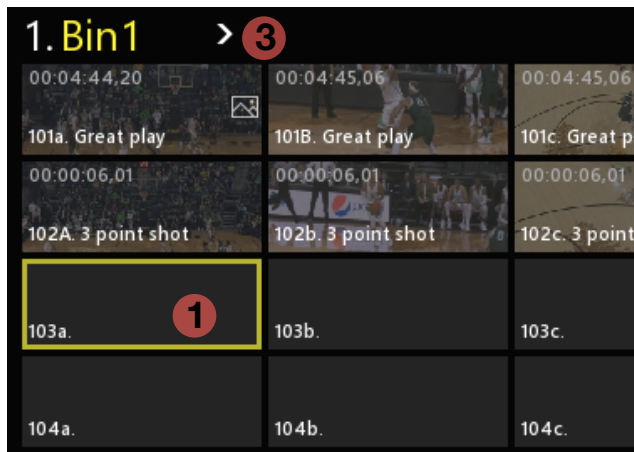 1. Bin1 > 3
00:04:44,20 00:04:45,06 00:04:45,06
101a. Great play 101B. Great play 101c. Great p
00:00:06,01 00:00:06,01 00:00:06,01
102A. 3 point shot 102b. 3 point shot 102c. 3 point
1
103a. 103b. 103c.
104a. 104b. 104c.